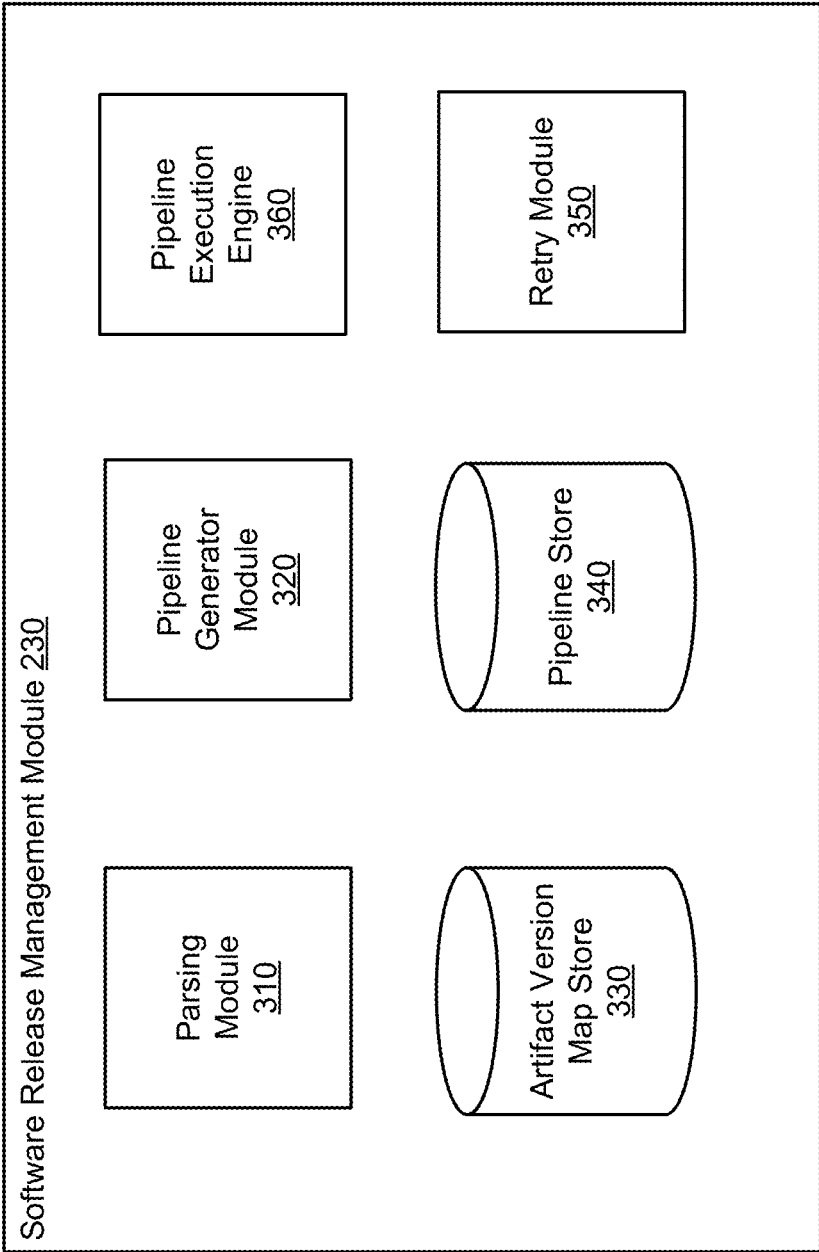 Software Release Management Module 230
Parsing
Module
310
Pipeline
Generator
Module
320
Pipeline
Execution
Engine
360
Artifact Version
Map Store
330
Pipeline Store
340
Retry Module
350